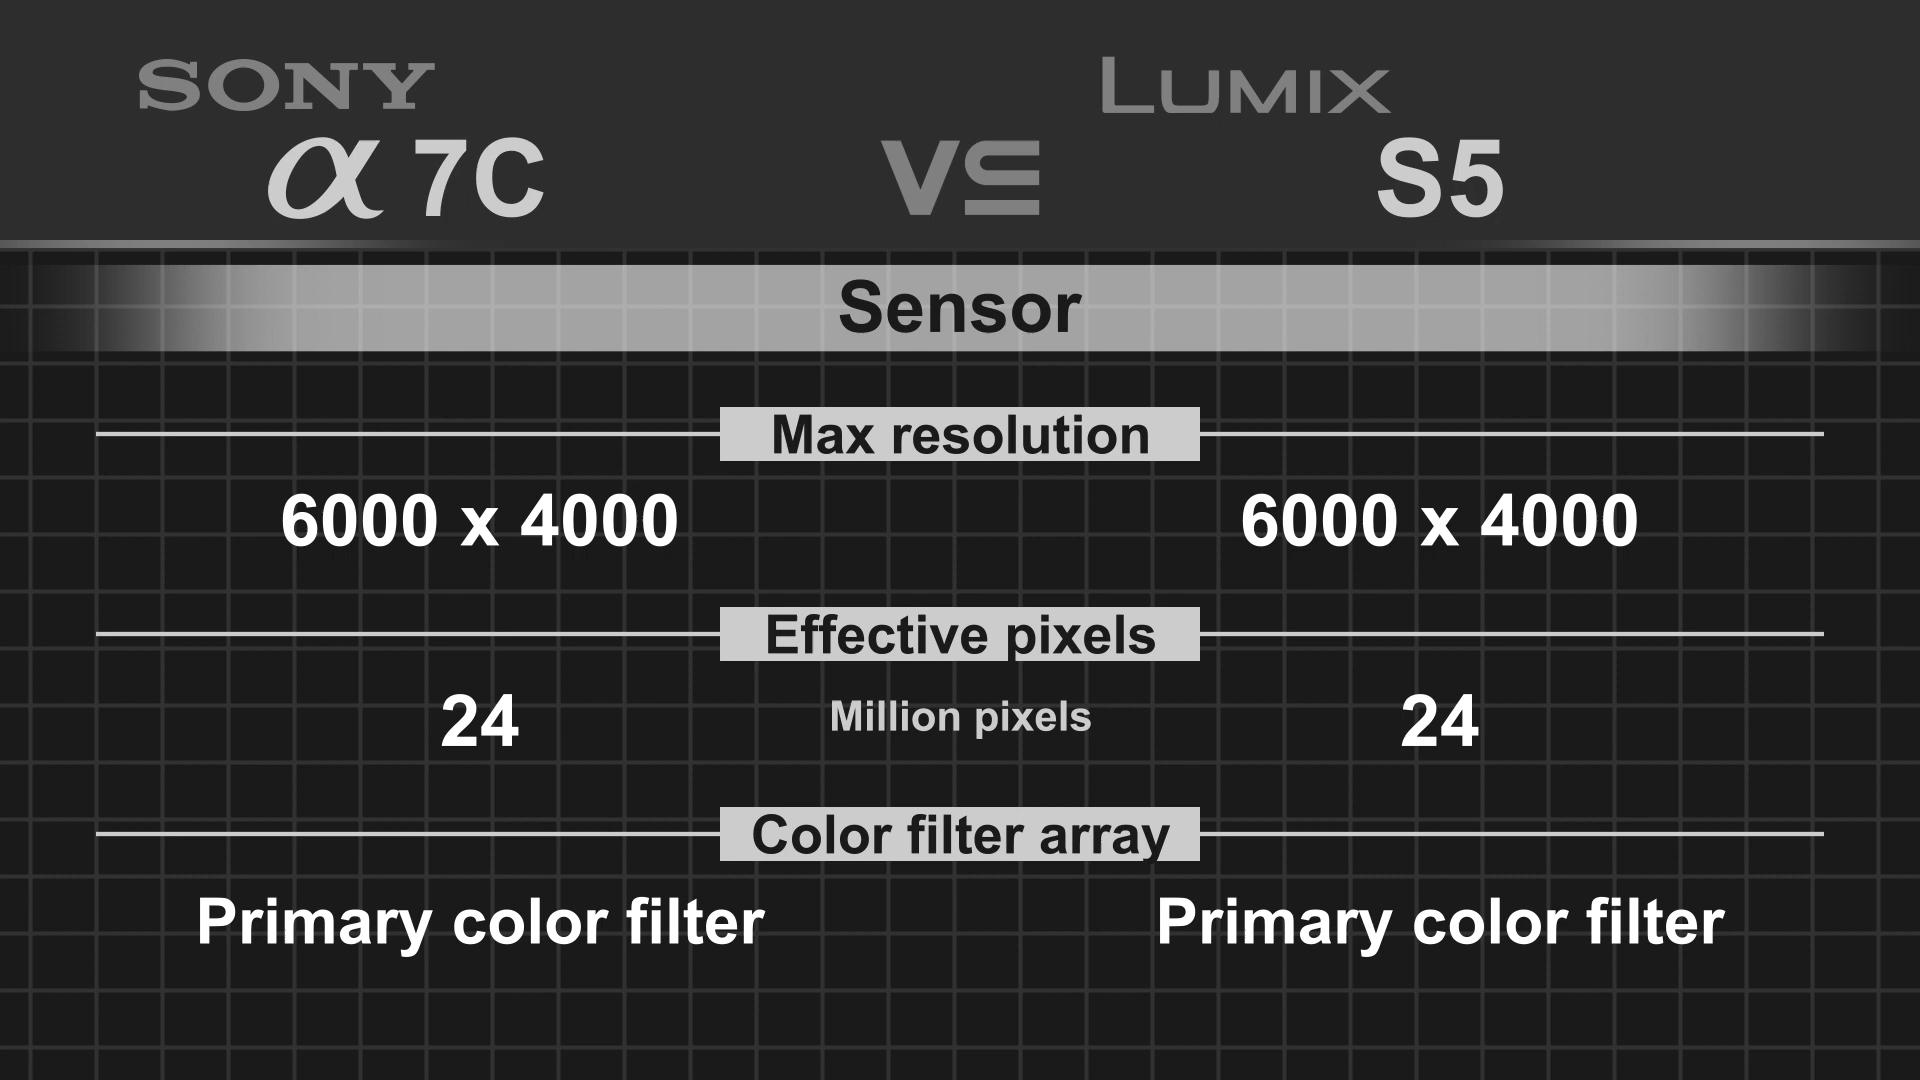 SONY
α 7C
VS
LUMIX
S5
Sensor
Max resolution
6000 x 4000
6000 x 4000
Effective pixels
24
Million pixels
24
Color filter array
Primary color filter
Primary color filter